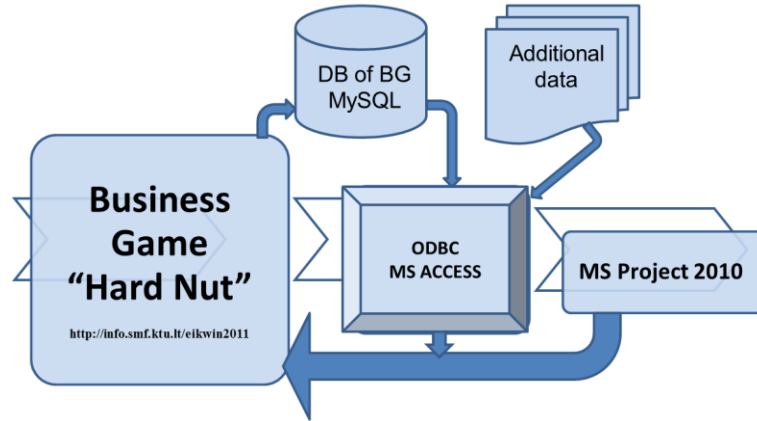 DB of BG
MySQL
Additional
data
Business
Game
“Hard Nut”
http://info.smf.ktu.lt/eikwin2011
ODBC
MS ACCESS
MS Project 2010